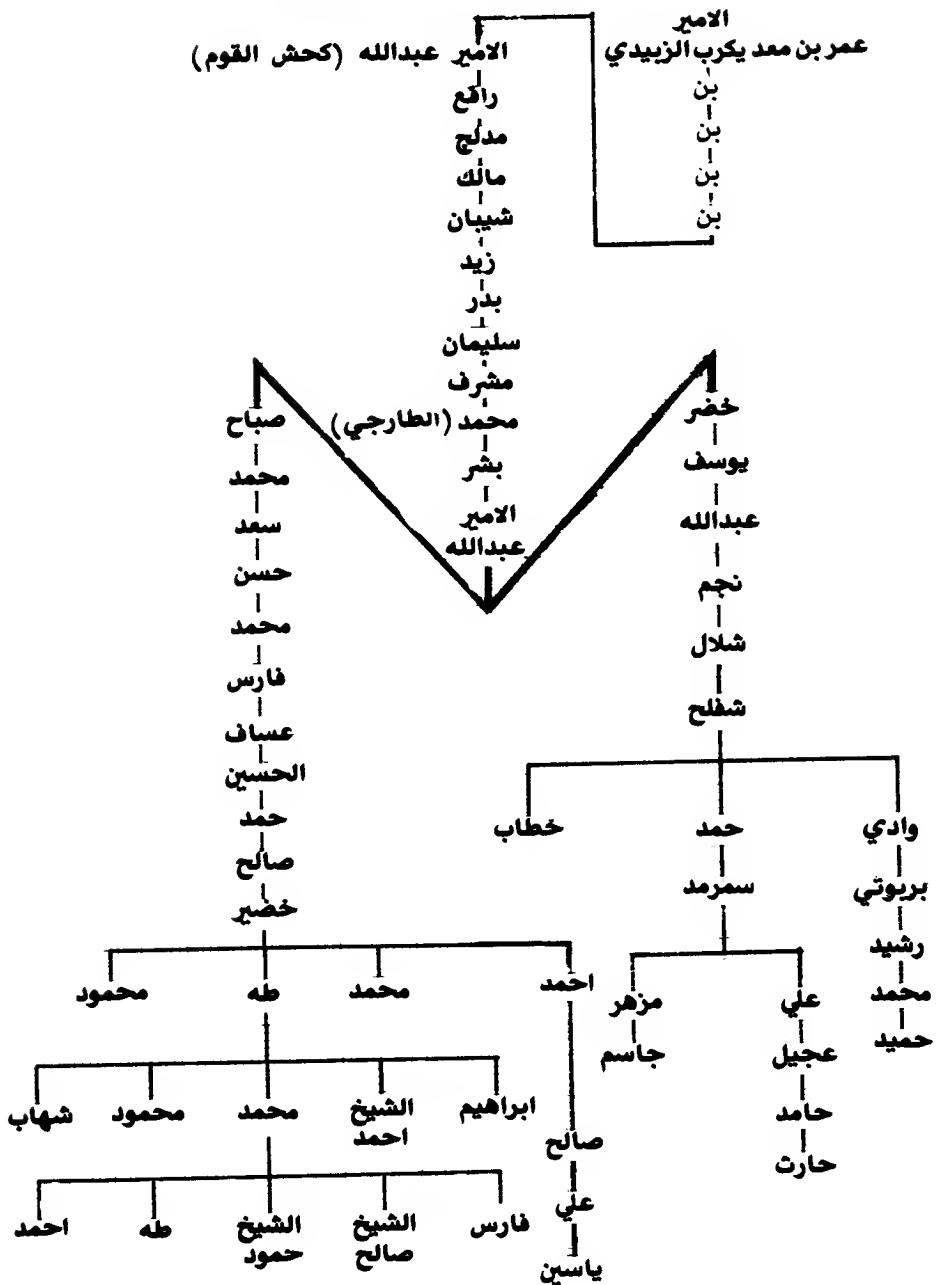 الامير
عمر بن معد يكرب الزبيدي
بن
بن
بن
بن
الامير عبدالله (كحش القوم)
رافع
مدلج
مالك
شيبان
زيد
بدر
سليمان
مشرف
محمد (الطارجي)
بشر
الامير
عبدالله
خضر
يوسف
عبدالله
نجم
شلال
شفلح
وادي
حمد
خطاب
بربوتي
رشيد
محمد
حميد
سمرمد
علي
مزهر
عجيل
جاسم
حامد
حارث
صباح
محمد
سعد
حسن
محمد
فارس
عساف
الحسين
حمد
صالح
خضير
احمد
محمد
طه
محمود
صالح
علي
ياسين
ابراهيم
الشيخ
احمد
محمد
محمود
شهاب
فارس
الشيخ
صالح
الشيخ
حمود
طه
احمد